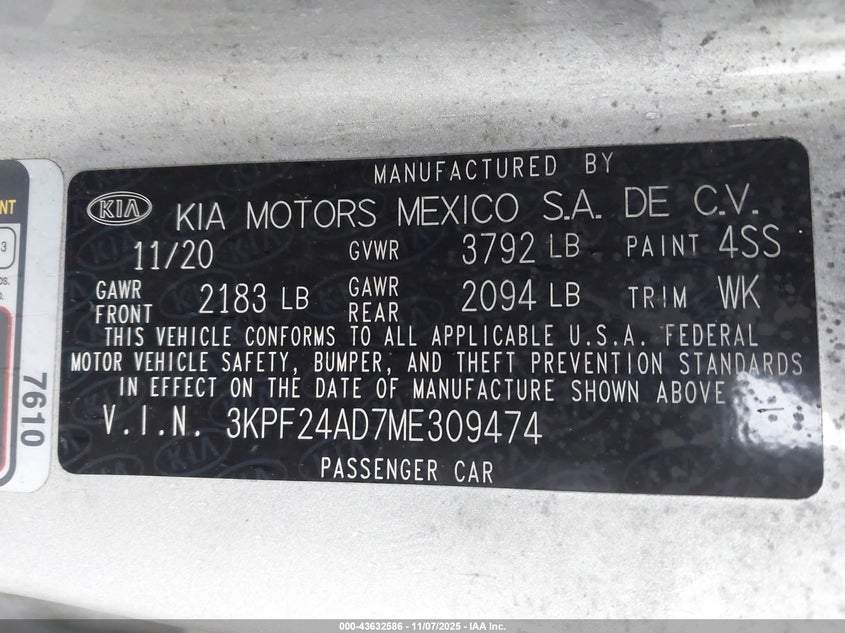 MANUFACTURED BY
KIA KIA MOTORS MEXICO S.A. DE C.V.
11/20 GVWR 3792 LB PAINT 4SS
GAWR FRONT 2183 LB GAWR REAR 2094 LB TRIM WK
THIS VEHICLE CONFORMS TO ALL APPLICABLE U.S.A. FEDERAL
MOTOR VEHICLE SAFETY, BUMPER, AND THEFT PREVENTION STANDARDS
IN EFFECT ON THE DATE OF MANUFACTURE SHOWN ABOVE
V.I.N. 3KPF24AD7ME309474
PASSENGER CAR
NT
3
7610
000-43632586 - 11/07/2025 - IAA Inc.